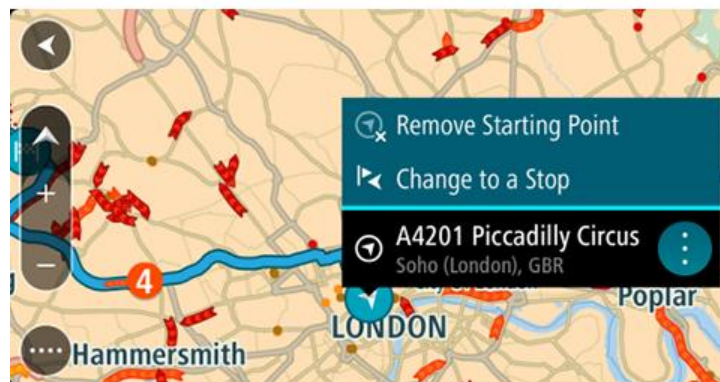 Remove Starting Point
Change to a Stop
A4201 Piccadilly Circus
Soho (London), GBR
4
Poplar
LONDON
Hammersmith